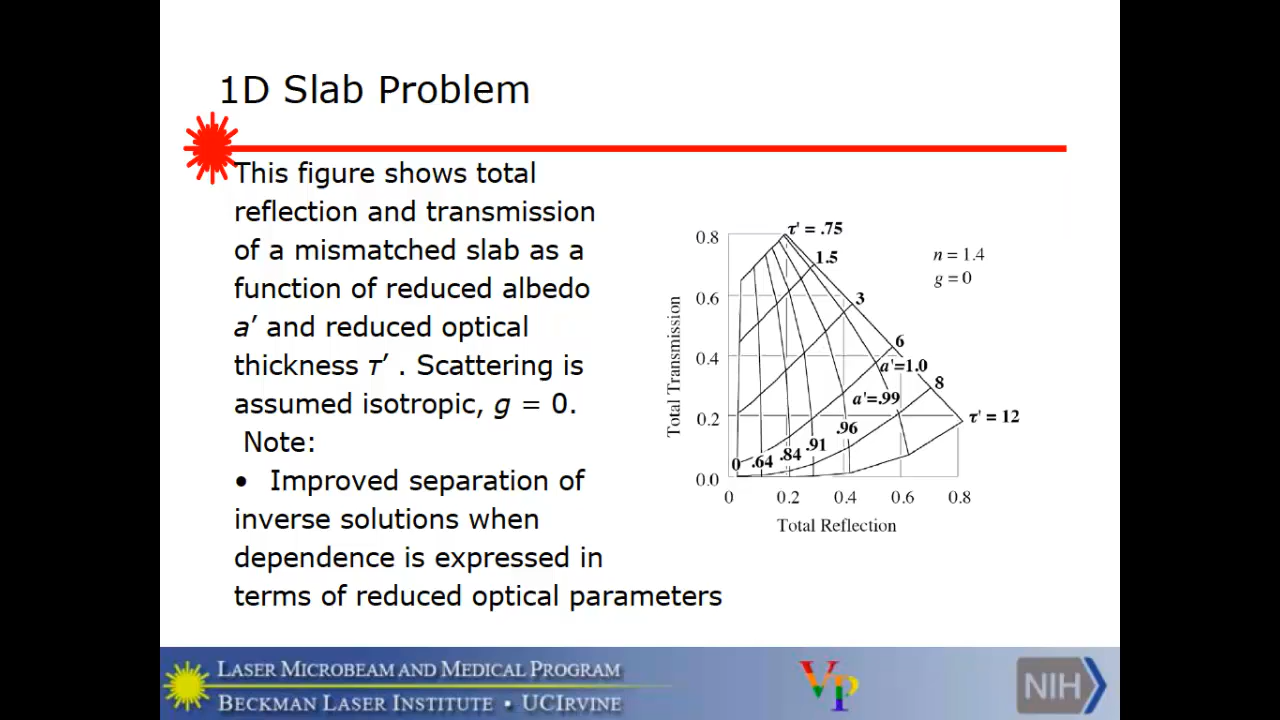 1D Slab Problem
This figure shows total
reflection and transmission
of a mismatched slab as a
function of reduced albedo
a′ and reduced optical
thickness τ′ . Scattering is
assumed isotropic, g = 0.
Note:
• Improved separation of
inverse solutions when
dependence is expressed in
terms of reduced optical parameters
τ' = .75
1.5
3
6
a'=1.0
8
a'=.99
τ' = 12
.96
.91
.84
.64
0
n = 1.4
g = 0
Total Transmission
0.8
0.6
0.4
0.2
0.0
0 0.2 0.4 0.6 0.8
Total Reflection
LASER MICROBEAM AND MEDICAL PROGRAM
BECKMAN LASER INSTITUTE • UCIRVINE
VP
NIH